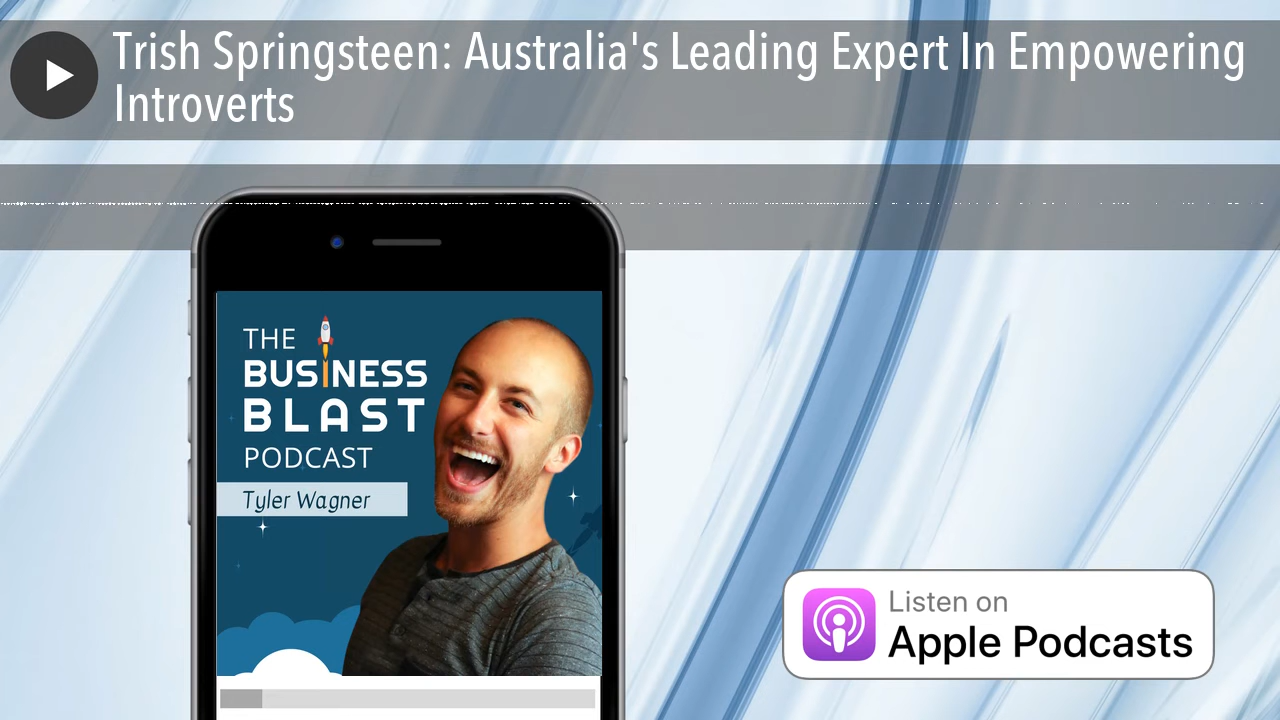 Trish Springsteen: Australia's Leading Expert In Empowering
Introverts
THE
BUSINESS
BLAST
PODCAST
Tyler Wagner
Listen on
Apple Podcasts